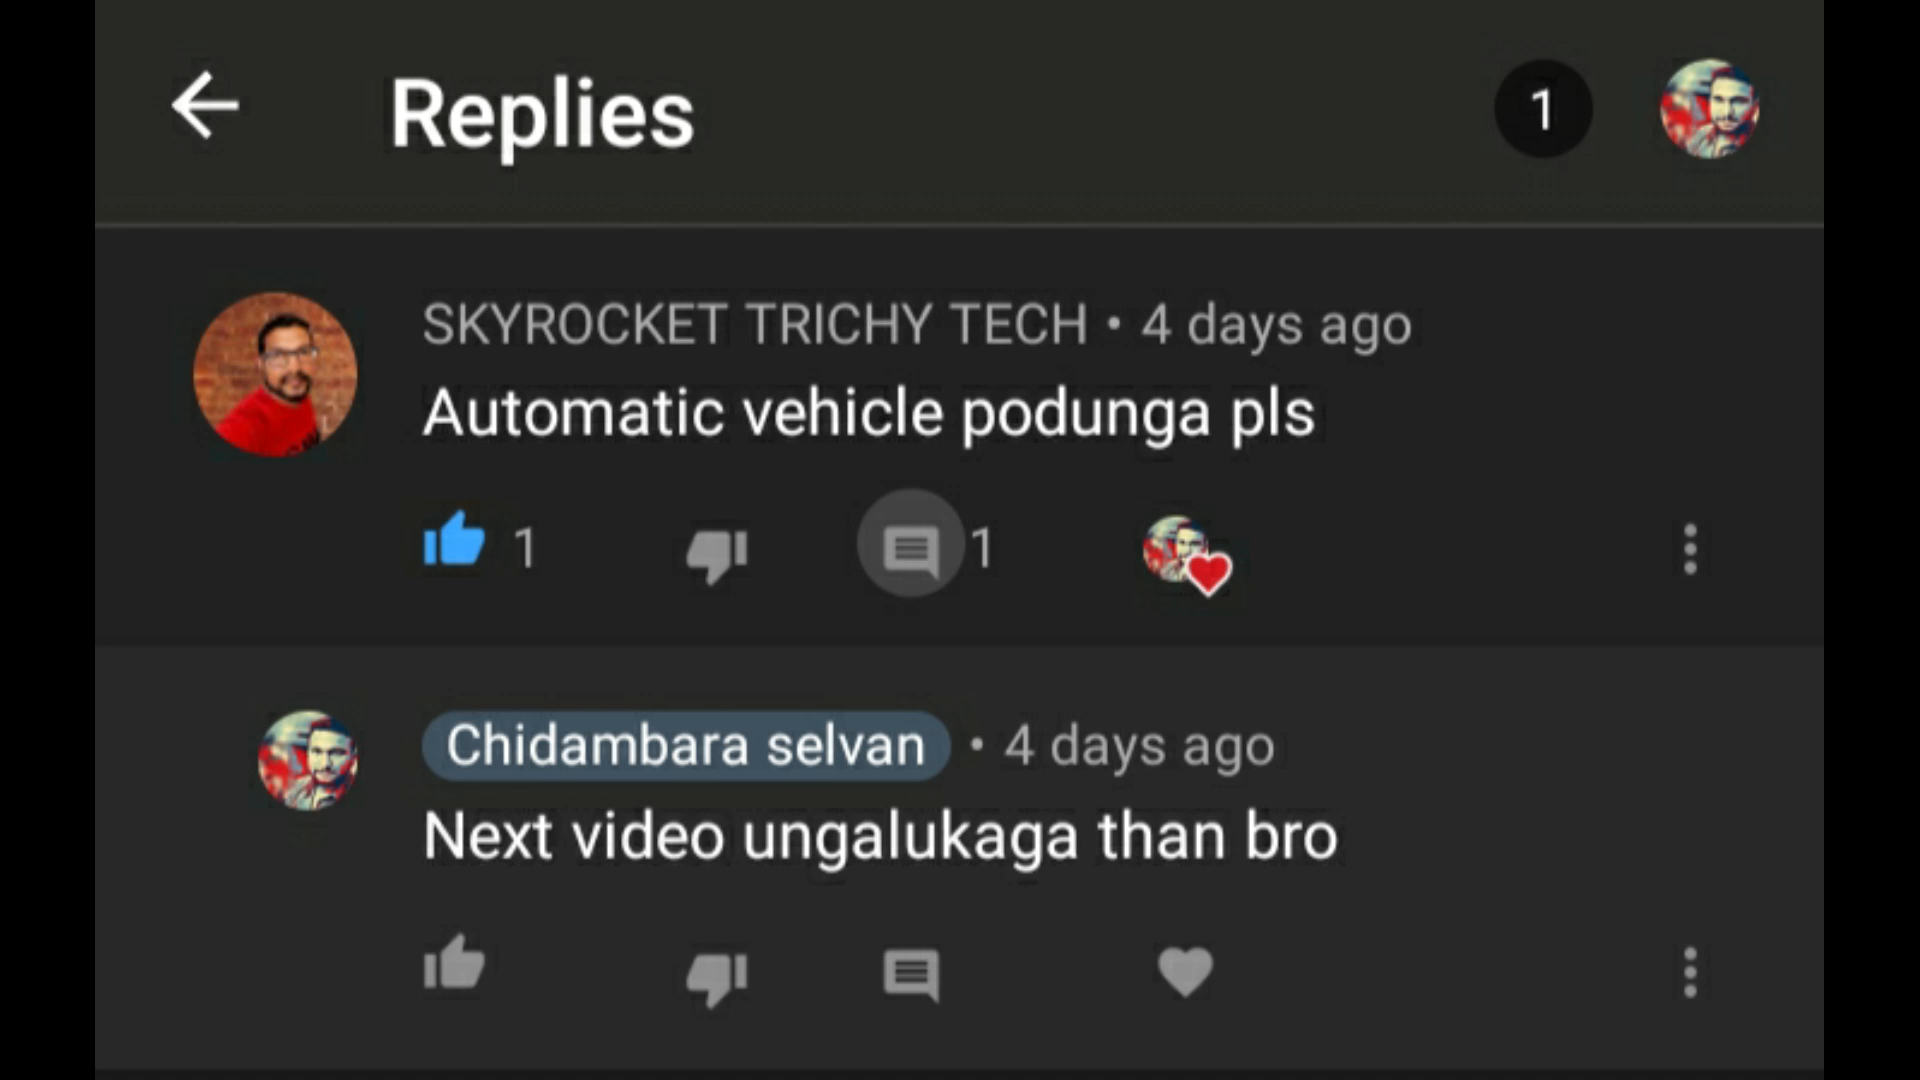 Replies
1
SKYROCKET TRICHY TECH • 4 days ago
Automatic vehicle podunga pls
1
1
Chidambara selvan • 4 days ago
Next video ungalukaga than bro